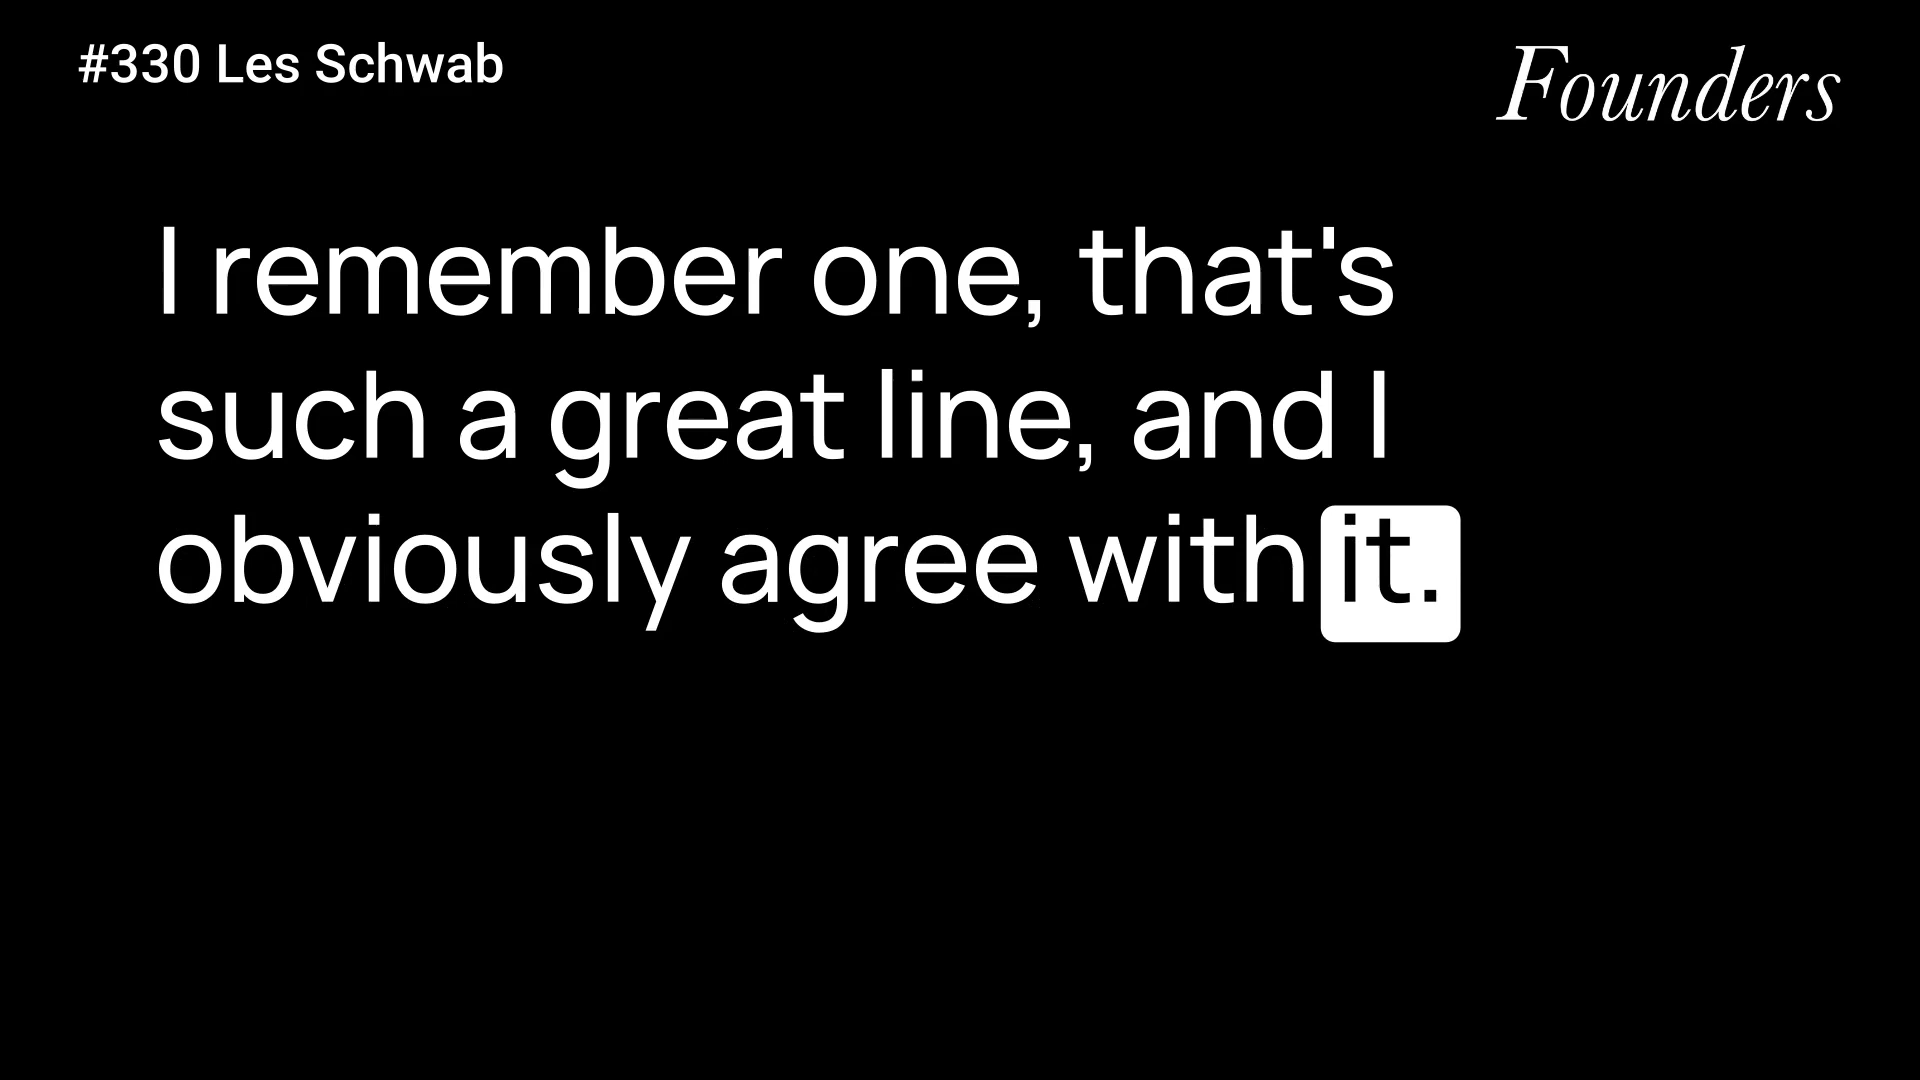 #330 Les Schwab
Founders
I remember one, that's
such a great line, and I
obviously agree with it.